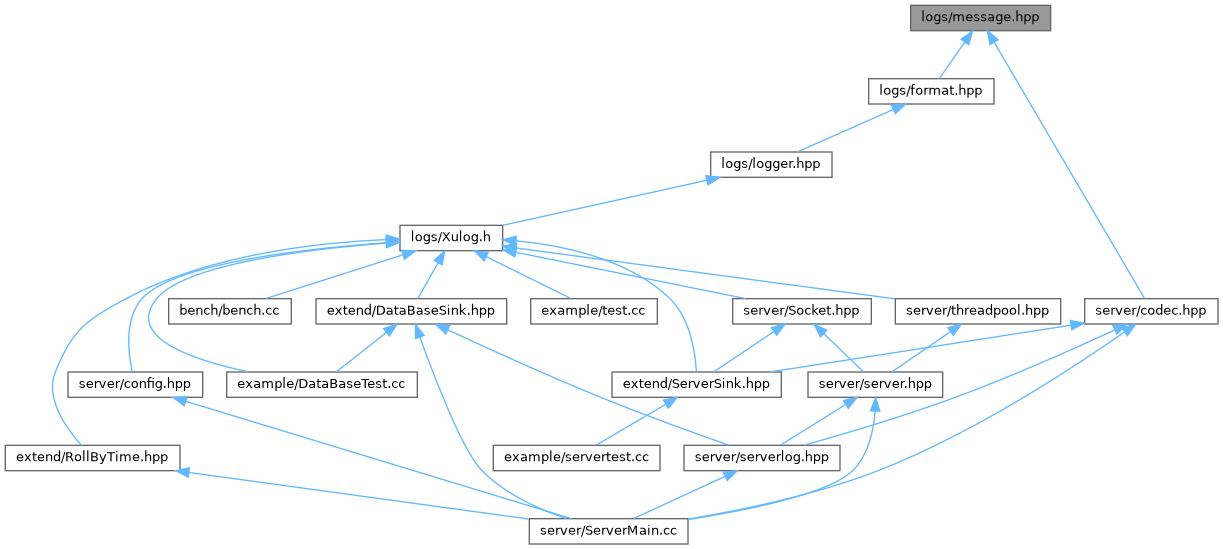 logs/message.hpp
logs/format.hpp
logs/logger.hpp
logs/Xulog.h
bench/bench.cc
extend/DataBaseSink.hpp
example/test.cc
server/Socket.hpp
server/threadpool.hpp
server/codec.hpp
server/config.hpp
example/DataBaseTest.cc
extend/ServerSink.hpp
server/server.hpp
extend/RollByTime.hpp
example/servertest.cc
server/serverlog.hpp
server/ServerMain.cc